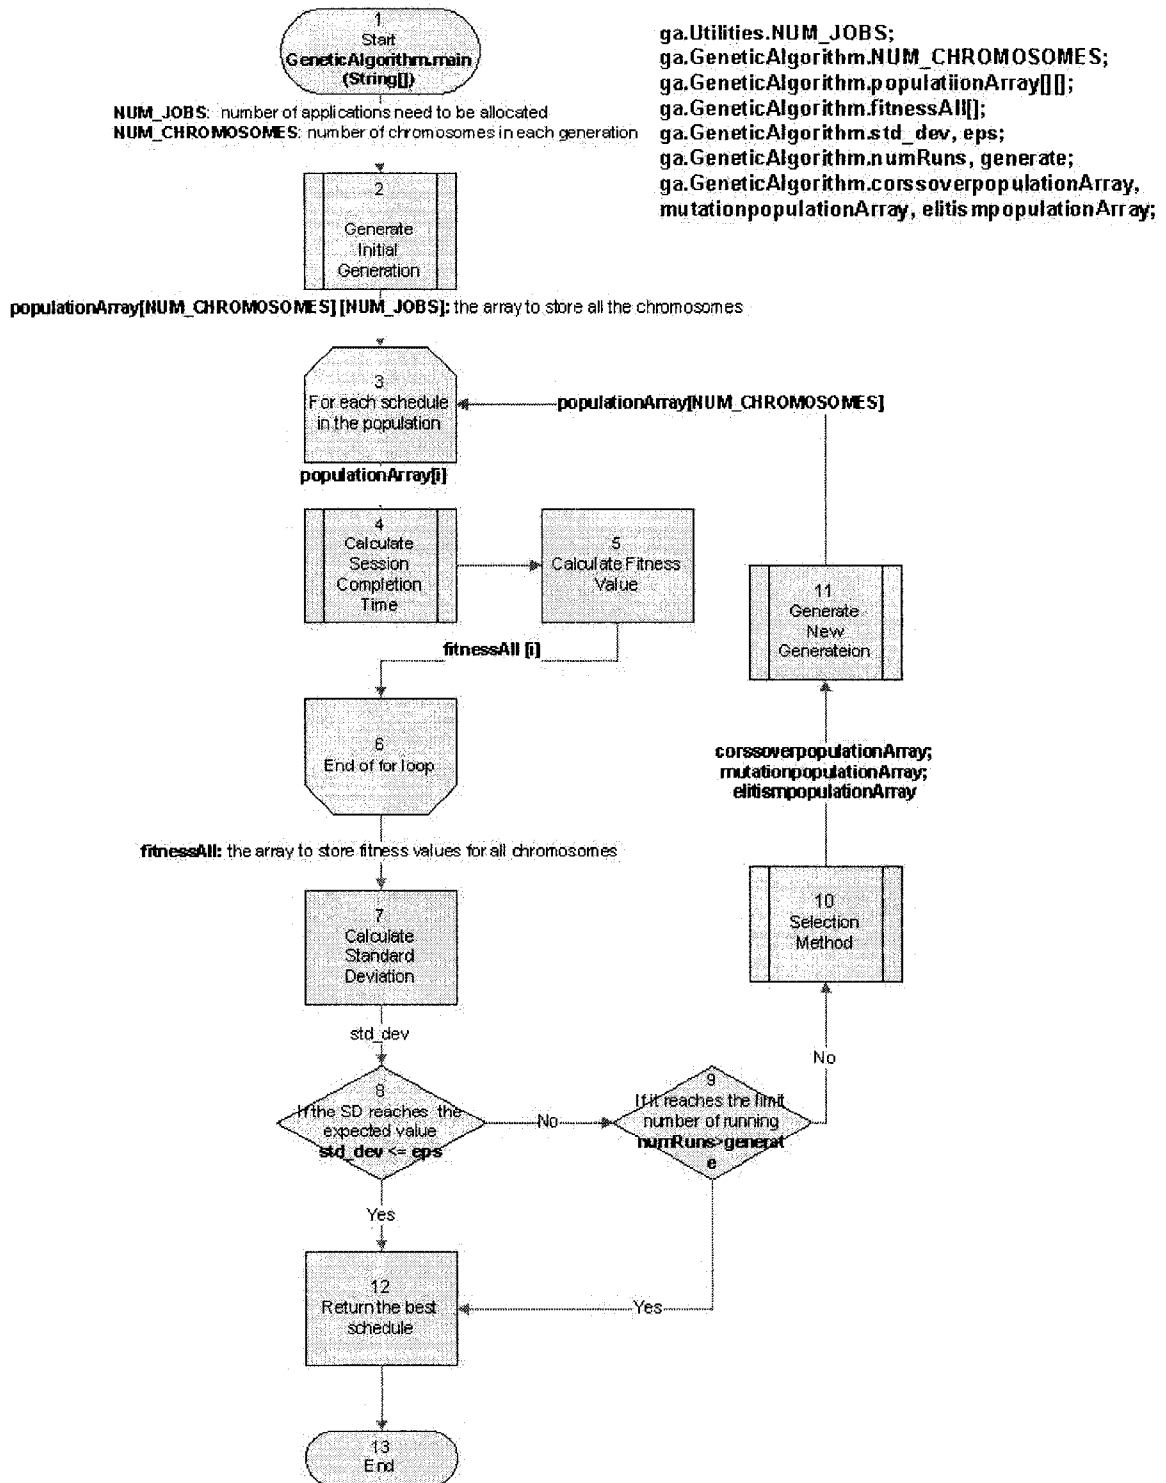 1
Start
GeneticAlgorithm.main
(String[])
ga.Utilities.NUM_JOBS;
ga.GeneticAlgorithm.NUM_CHROMOSOMES;
ga.GeneticAlgorithm.populatiionArray[][];
ga.GeneticAlgorithm.fitnessAll[];
ga.GeneticAlgorithm.std_dev, eps;
ga.GeneticAlgorithm.numRuns, generate;
ga.GeneticAlgorithm.corssoverpopulationArray,
mutationpopulationArray, elitismpopulationArray;
NUM_JOBS: number of applications need to be allocated
NUM_CHROMOSOMES: number of chromosomes in each generation
2
Generate
Initial
Generation
populationArray[NUM_CHROMOSOMES] [NUM_JOBS]: the array to store all the chromosomes
3
For each schedule
in the population
populationArray[NUM_CHROMOSOMES]
populationArray[i]
4
Calculate
Session
Completion
Time
5
Calculate Fitness
Value
11
Generate
New
Generateion
fitnessAll [i]
6
End of for loop
corssoverpopulationArray;
mutationpopulationArray;
elitismpopulationArray
fitnessAll: the array to store fitness values for all chromosomes
7
Calculate
Standard
Deviation
10
Selection
Method
std_dev
No
8
If the SD reaches the
expected value
std_dev <= eps
No
9
If it reaches the limit
number of running
numRuns>generat
e
Yes
12
Return the best
schedule
Yes
13
End